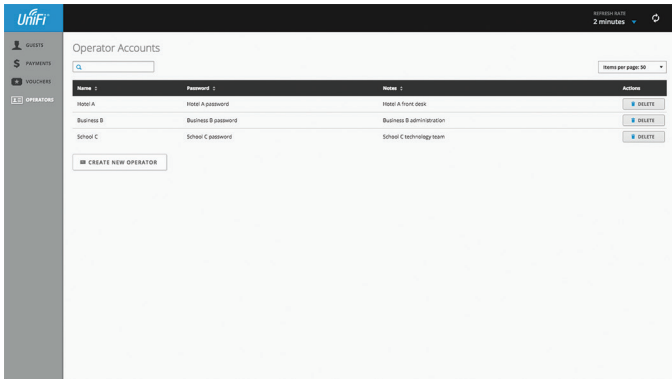 UniFi
REFRESH RATE
2 minutes
GUESTS
PAYMENTS
VOUCHERS
OPERATORS
Operator Accounts
Items per page: 50
Name Password Notes Actions
Hotel A Hotel A password Hotel A front desk DELETE
Business B Business B password Business B administration DELETE
School C School C password School C technology team DELETE
CREATE NEW OPERATOR